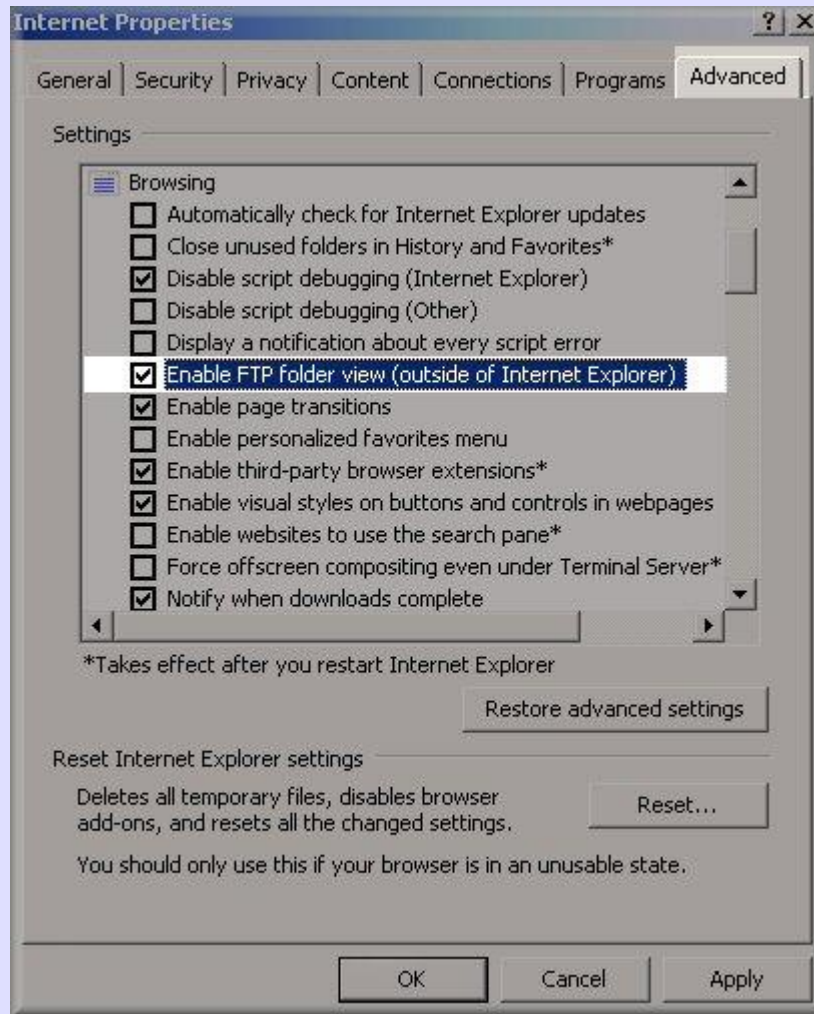 Internet Properties
General Security Privacy Content Connections Programs Advanced
Settings
Browsing
Automatically check for Internet Explorer updates
Close unused folders in History and Favorites*
Disable script debugging (Internet Explorer)
Disable script debugging (Other)
Display a notification about every script error
Enable FTP folder view (outside of Internet Explorer)
Enable page transitions
Enable personalized favorites menu
Enable third-party browser extensions*
Enable visual styles on buttons and controls in webpages
Enable websites to use the search pane*
Force offscreen compositing even under Terminal Server*
Notify when downloads complete
*Takes effect after you restart Internet Explorer
Restore advanced settings
Reset Internet Explorer settings
Deletes all temporary files, disables browser
add-ons, and resets all the changed settings.
Reset...
You should only use this if your browser is in an unusable state.
OK Cancel Apply